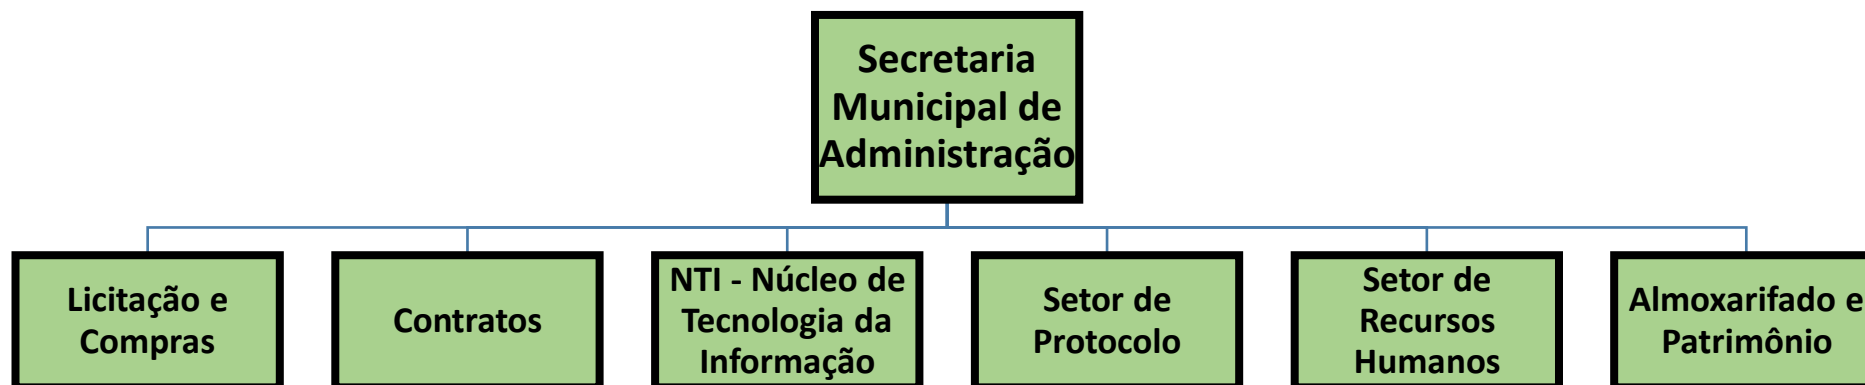 Secretaria
Municipal de
Administração
Licitação e
Compras
Contratos
NTI - Núcleo de
Tecnologia da
Informação
Setor de
Protocolo
Setor de
Recursos
Humanos
Almoxarifado e
Patrimônio